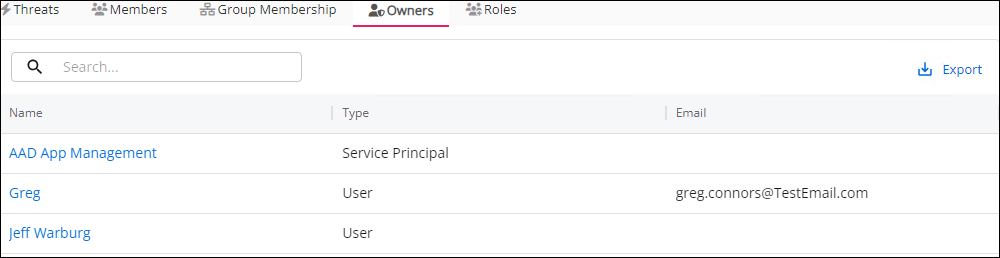 Threats Members Group Membership Owners Roles
Search...
Export
Name Type Email
AAD App Management Service Principal
Greg User greg.connors@TestEmail.com
Jeff Warburg User